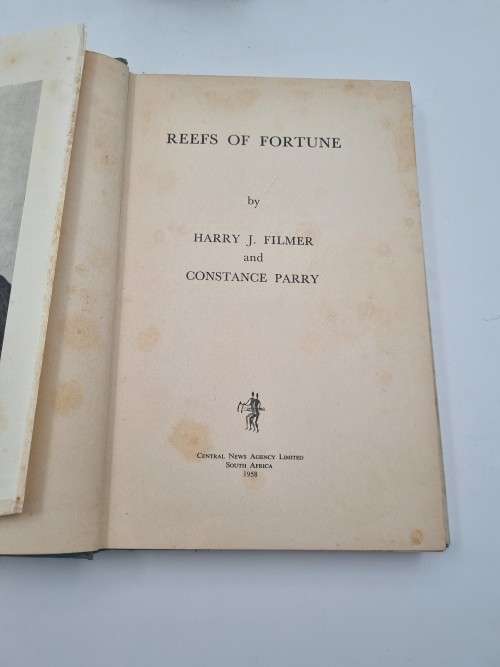 REEFS OF FORTUNE
by
HARRY J. FILMER
and
CONSTANCE PARRY
CENTRAL NEWS AGENCY LIMITED
SOUTH AFRICA
1958